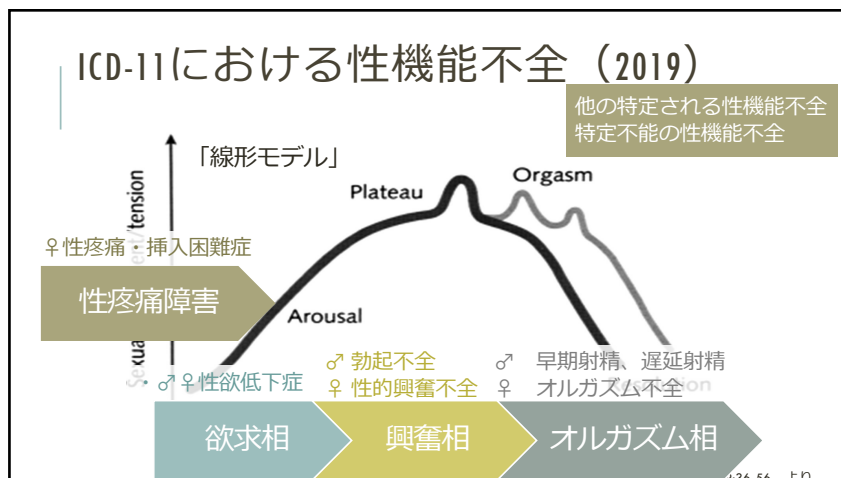 ICD-11における性機能不全（2019）
他の特定される性機能不全
特定不能の性機能不全
「線形モデル」
Plateau
Orgasm
♀性疼痛・挿入困難症
性疼痛障害
Arousal
・♂♀性欲低下症
♂ 勃起不全
♀ 性的興奮不全
♂ 早期射精、遅延射精
♀ オルガズム不全
欲求相
興奮相
オルガズム相
より